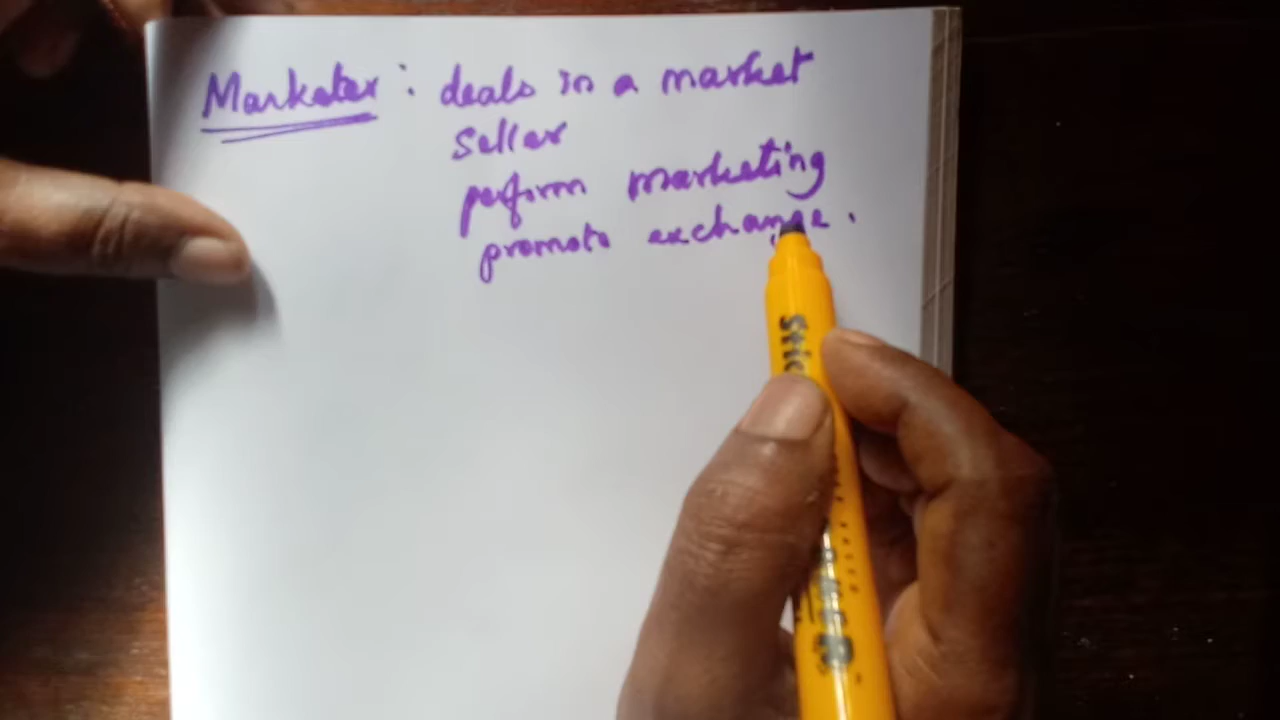 Marketer : deals in a market
Seller
perform marketing
promote exchange.